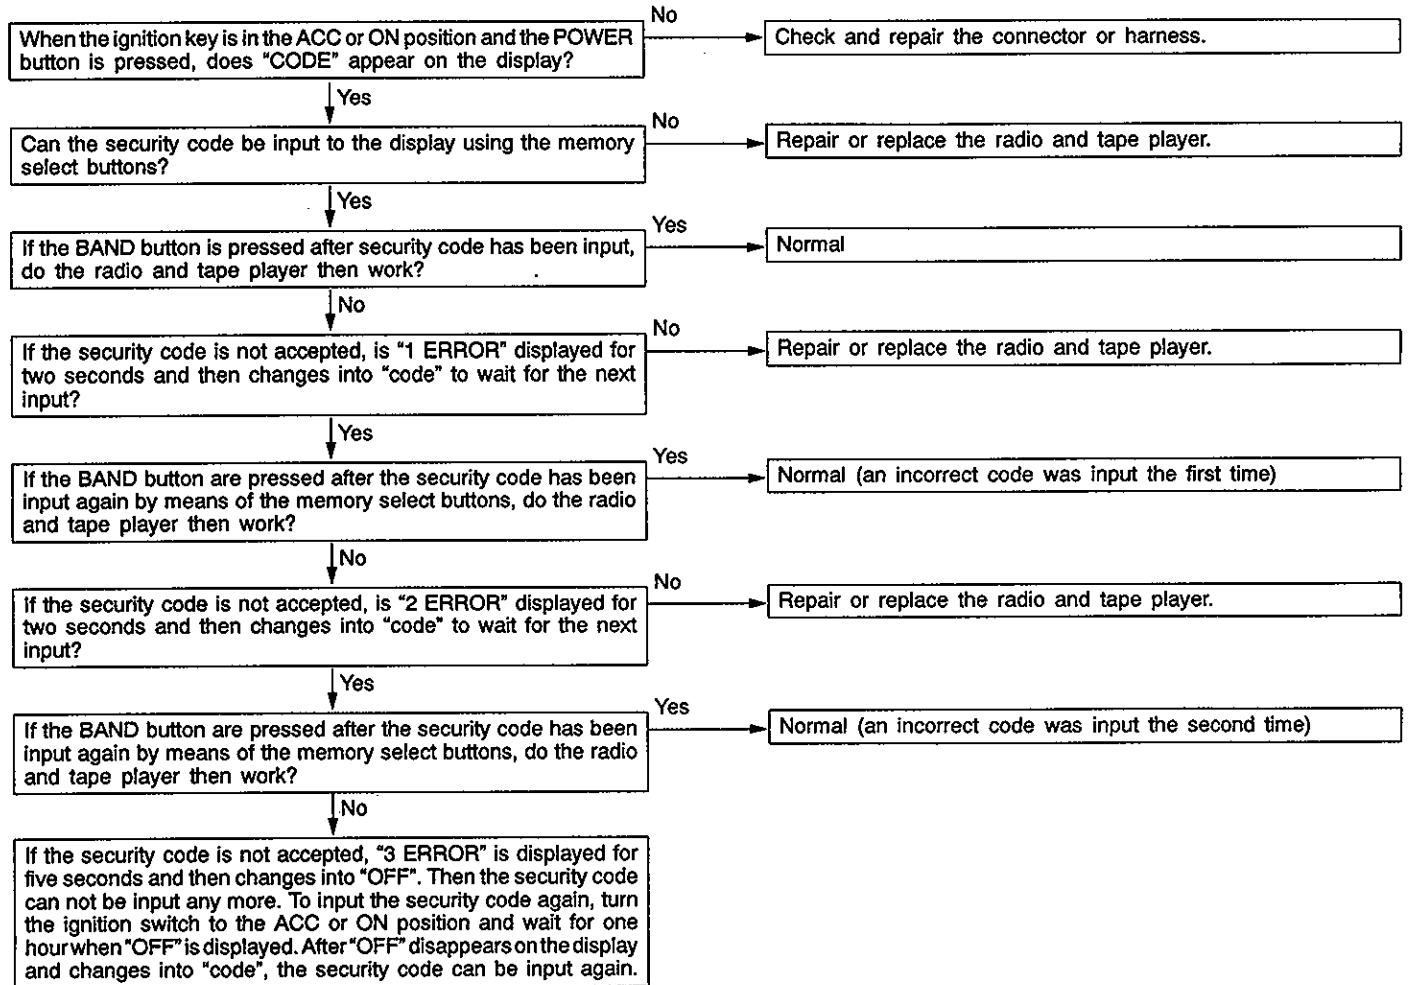 When the ignition key is in the ACC or ON position and the POWER
button is pressed, does "CODE" appear on the display?
No
Check and repair the connector or harness.
Yes
Can the security code be input to the display using the memory
select buttons?
No
Repair or replace the radio and tape player.
Yes
If the BAND button is pressed after security code has been input,
do the radio and tape player then work?
Yes
Normal
No
If the security code is not accepted, is "1 ERROR" displayed for
two seconds and then changes into "code" to wait for the next
input?
No
Repair or replace the radio and tape player.
Yes
If the BAND button are pressed after the security code has been
input again by means of the memory select buttons, do the radio
and tape player then work?
Yes
Normal (an incorrect code was input the first time)
No
If the security code is not accepted, is "2 ERROR" displayed for
two seconds and then changes into "code" to wait for the next
input?
No
Repair or replace the radio and tape player.
Yes
If the BAND button are pressed after the security code has been
input again by means of the memory select buttons, do the radio
and tape player then work?
Yes
Normal (an incorrect code was input the second time)
No
If the security code is not accepted, "3 ERROR" is displayed for
five seconds and then changes into "OFF". Then the security code
can not be input any more. To input the security code again, turn
the ignition switch to the ACC or ON position and wait for one
hour when "OFF" is displayed. After "OFF" disappears on the display
and changes into "code", the security code can be input again.